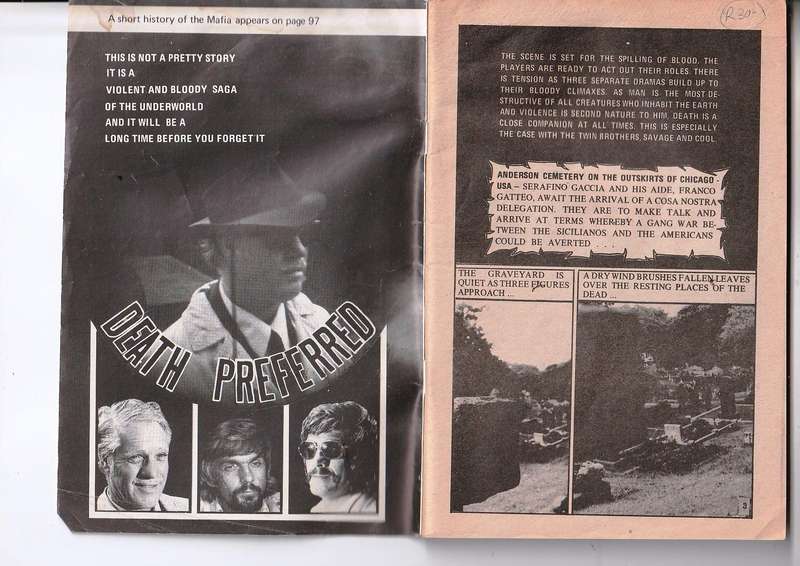 A short history of the Mafia appears on page 97
THIS IS NOT A PRETTY STORY
IT IS A
VIOLENT AND BLOODY SAGA
OF THE UNDERWORLD
AND IT WILL BE A
LONG TIME BEFORE YOU FORGET IT
DEATH PREFERRED
(R30-)
THE SCENE IS SET FOR THE SPILLING OF BLOOD. THE
PLAYERS ARE READY TO ACT OUT THEIR ROLES. THERE
IS TENSION AS THREE SEPARATE DRAMAS BUILD UP TO
THEIR BLOODY CLIMAXES. AS MAN IS THE MOST DE-
STRUCTIVE OF ALL CREATURES WHO INHABIT THE EARTH
AND VIOLENCE IS SECOND NATURE TO HIM, DEATH IS A
CLOSE COMPANION AT ALL TIMES. THIS IS ESPECIALLY
THE CASE WITH THE TWIN BROTHERS, SAVAGE AND COOL.
ANDERSON CEMETERY ON THE OUTSKIRTS OF CHICAGO -
USA – SERAFINO GACCIA AND HIS AIDE, FRANCO
GATTEO, AWAIT THE ARRIVAL OF A COSA NOSTRA
DELEGATION. THEY ARE TO MAKE TALK AND
ARRIVE AT TERMS WHEREBY A GANG WAR BE-
TWEEN THE SICILIANOS AND THE AMERICANS
COULD BE AVERTED . . .
THE GRAVEYARD IS
QUIET AS THREE FIGURES
APPROACH ...
A DRY WIND BRUSHES FALLEN LEAVES
OVER THE RESTING PLACES OF THE
DEAD ...
3